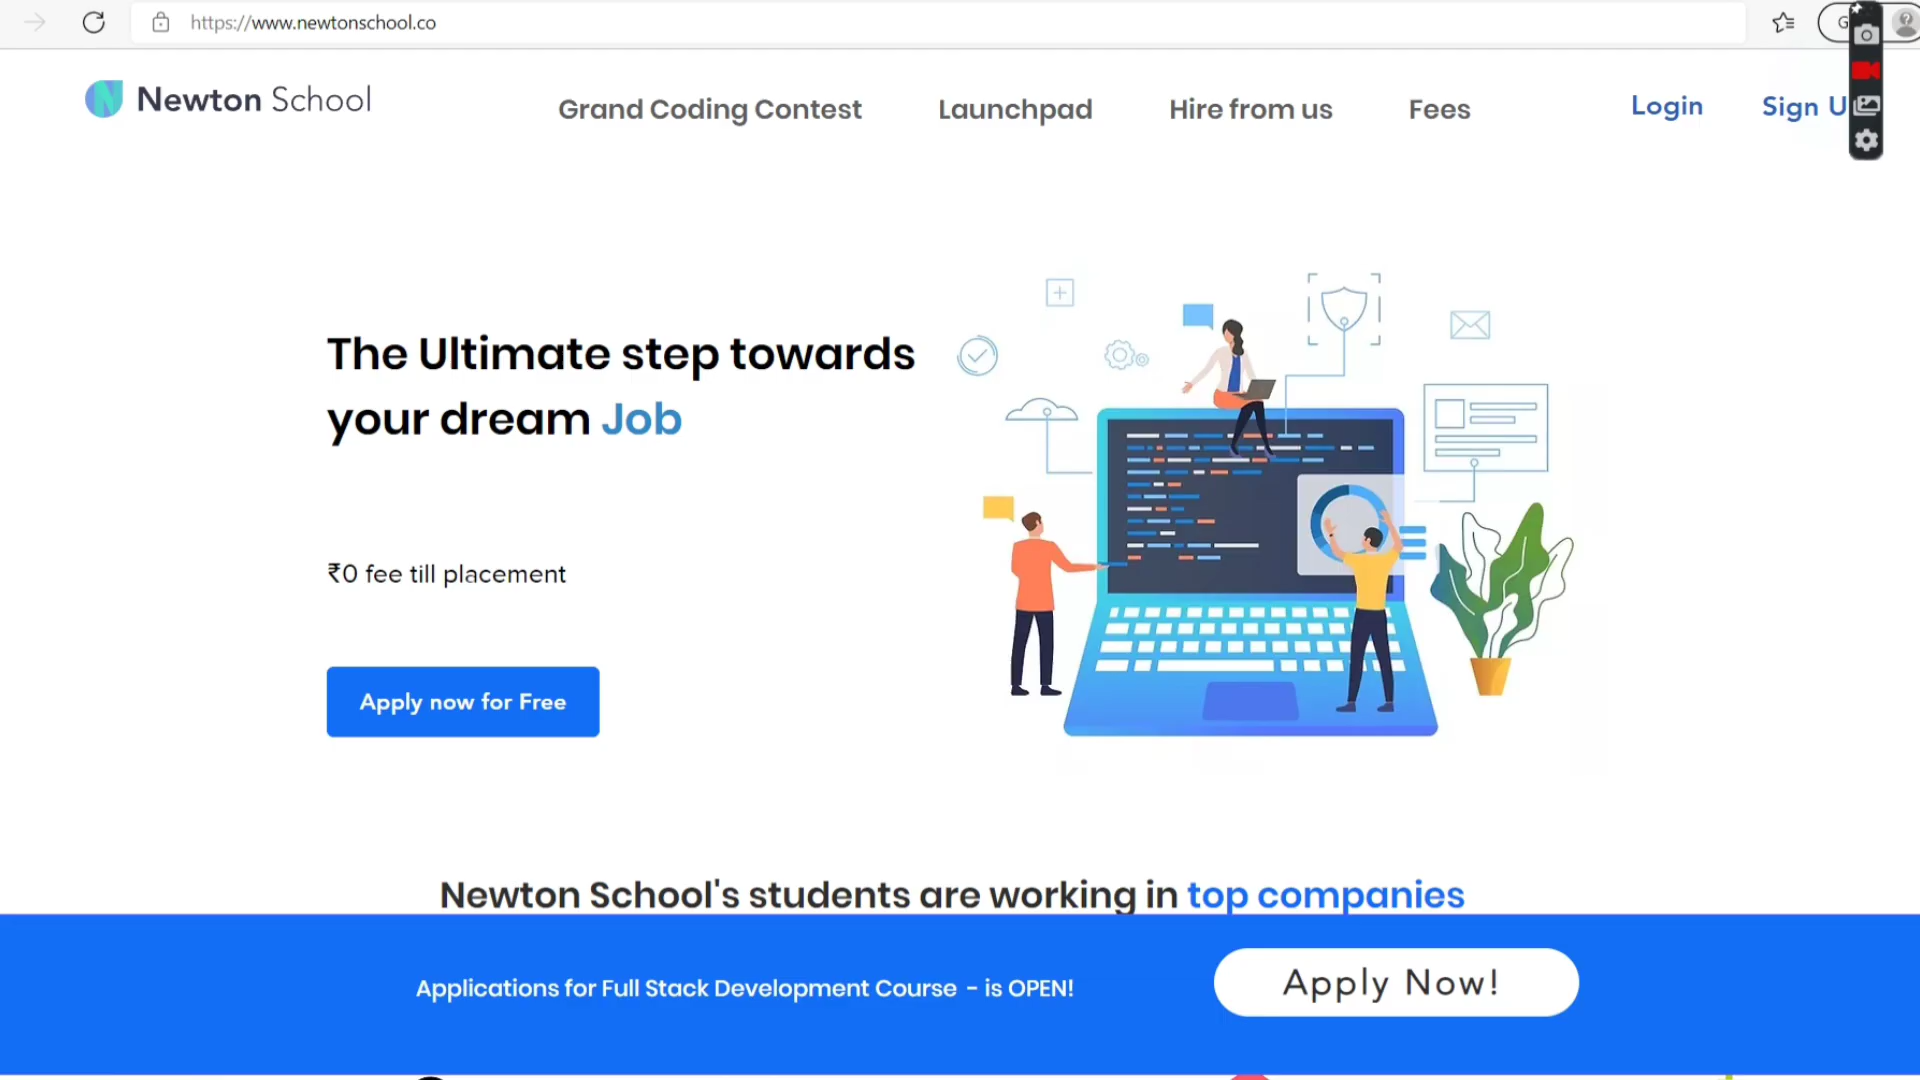 https://www.newtonschool.co
G
Newton School
Grand Coding Contest
Launchpad
Hire from us
Fees
Login
Sign U
The Ultimate step towards
your dream Job
₹0 fee till placement
Apply now for Free
Newton School's students are working in top companies
Applications for Full Stack Development Course - is OPEN!
Apply Now!